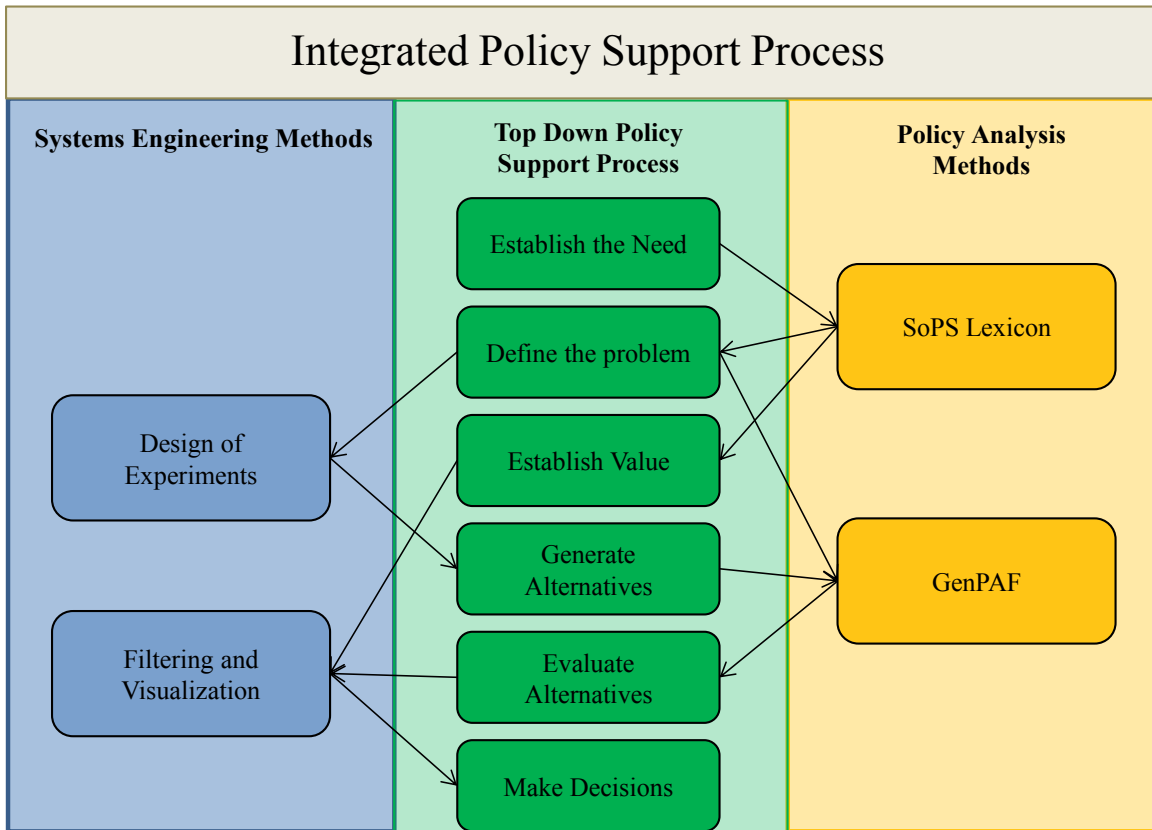 Integrated Policy Support Process
Systems Engineering Methods
Top Down Policy
Support Process
Policy Analysis
Methods
Establish the Need
Define the problem
Establish Value
Generate
Alternatives
Evaluate
Alternatives
Make Decisions
Design of
Experiments
Filtering and
Visualization
SoPS Lexicon
GenPAF